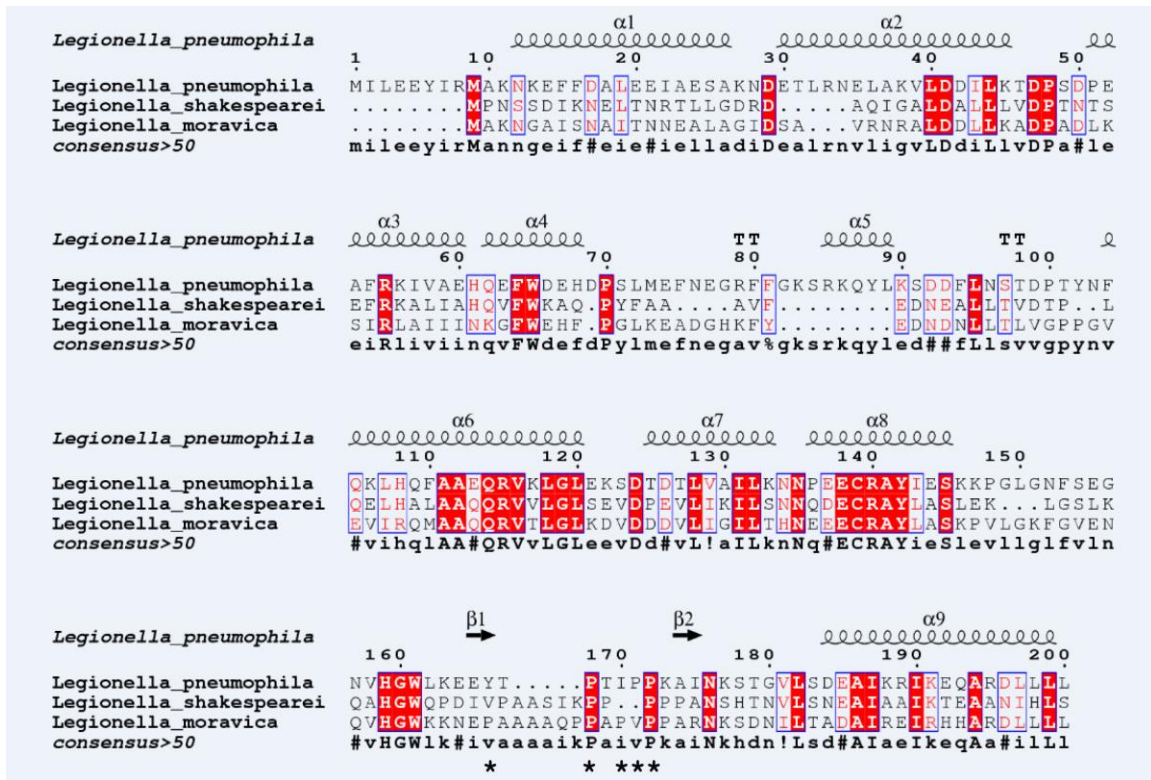 Legionella_pneumophila α1 α2
1 10 20 30 40 50
Legionella_pneumophila MILEEYIRMAKNKEFFDALEEIAESAKNDETLRNELAKVLDDILKTDPSDPE
Legionella_shakespearei ........MPNSSDIKNELTNRTLLGDRD.....AQIGALDALLLVDPTNTS
Legionella_moravica ........MAKNGAISNAITNNEALAGIDSA...VRNRALDDLLKADPADLK
consensus>50 mileeyirManngeif#eie#ielladiDealrnvligvLDdiLlvDPa#le
Legionella_pneumophila α3 α4 TT α5 TT
60 70 80 90 100
Legionella_pneumophila AFRKIVAEHQEFWDEHDPSLMEFNEGRFFGKSRKQYLKSDDFLNSTDPTYNF
Legionella_shakespearei EFRKALIAHQVFWKAQ.PYFAA....AVF........EDNEALLTVDTP..L
Legionella_moravica SIRLAIIINKGFWEHF.PGLKEADGHKFY........EDNDNLLTLVGPPGV
consensus>50 eiRliviinqvFWdefdPylmefnegav%gksrkqyled##fLlsvvgpynv
Legionella_pneumophila α6 α7 α8
110 120 130 140 150
Legionella_pneumophila QKLHQFAAEQRVKLGLEKSDTDTLVAILKNNPEECRAYIESKKPGLGNFSEG
Legionella_shakespearei QELHALAAQQRVTLGLSEVDPEVLIKILSHNQDECRAYLASLEK..LGSLK
Legionella_moravica EVIRQMAAQQRVTLGLKDVDDDVLIGILTHNEEECRAYLASKPVLGKFGVEN
consensus>50 #vihqlAA#QRVvLGLeevDd#vL!aILknNq#ECRAYieSlevllglfvln
Legionella_pneumophila β1 β2 α9
160 170 180 190 200
Legionella_pneumophila NVHGWLKEEYT.....PTIPPKAINKSTGVLSDEAIKRIKEQARDLLLL
Legionella_shakespearei QAHGWQPDIVPAASIKPP..PPANSHTNVLSNEAIAAIKTEAANIHLS
Legionella_moravica QVHGWKKNEPAAAAQPPAPVPPARNKSDNILTADAIREIRHHARDLLLS
consensus>50 #vHGWlk#ivaaaaikPaivPkaiNkhdn!Lsd#AIaeIkeqAa#ilLl
* * * * *